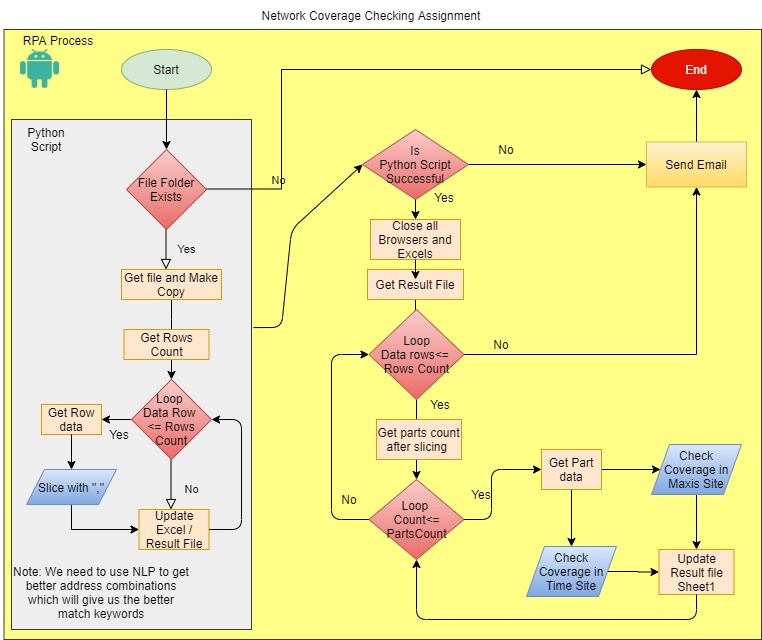 Network Coverage Checking Assignment
RPA Process
Start
End
Python
Script
File Folder
Exists
No
Yes
Get file and Make
Copy
Get Rows
Count
Loop
Data Row
<= Rows
Count
Yes
Get Row
data
Slice with ","
No
Update
Excel /
Result File
Note: We need to use NLP to get
better address combinations
which will give us the better
match keywords
Is
Python Script
Successful
No
Send Email
Yes
Close all
Browsers and
Excels
Get Result File
Loop
Data rows<=
Rows Count
No
Yes
Get parts count
after slicing
Loop
Count<=
PartsCount
No
Yes
Get Part
data
Check
Coverage in
Maxis Site
Check
Coverage in
Time Site
Update
Result file
Sheet1